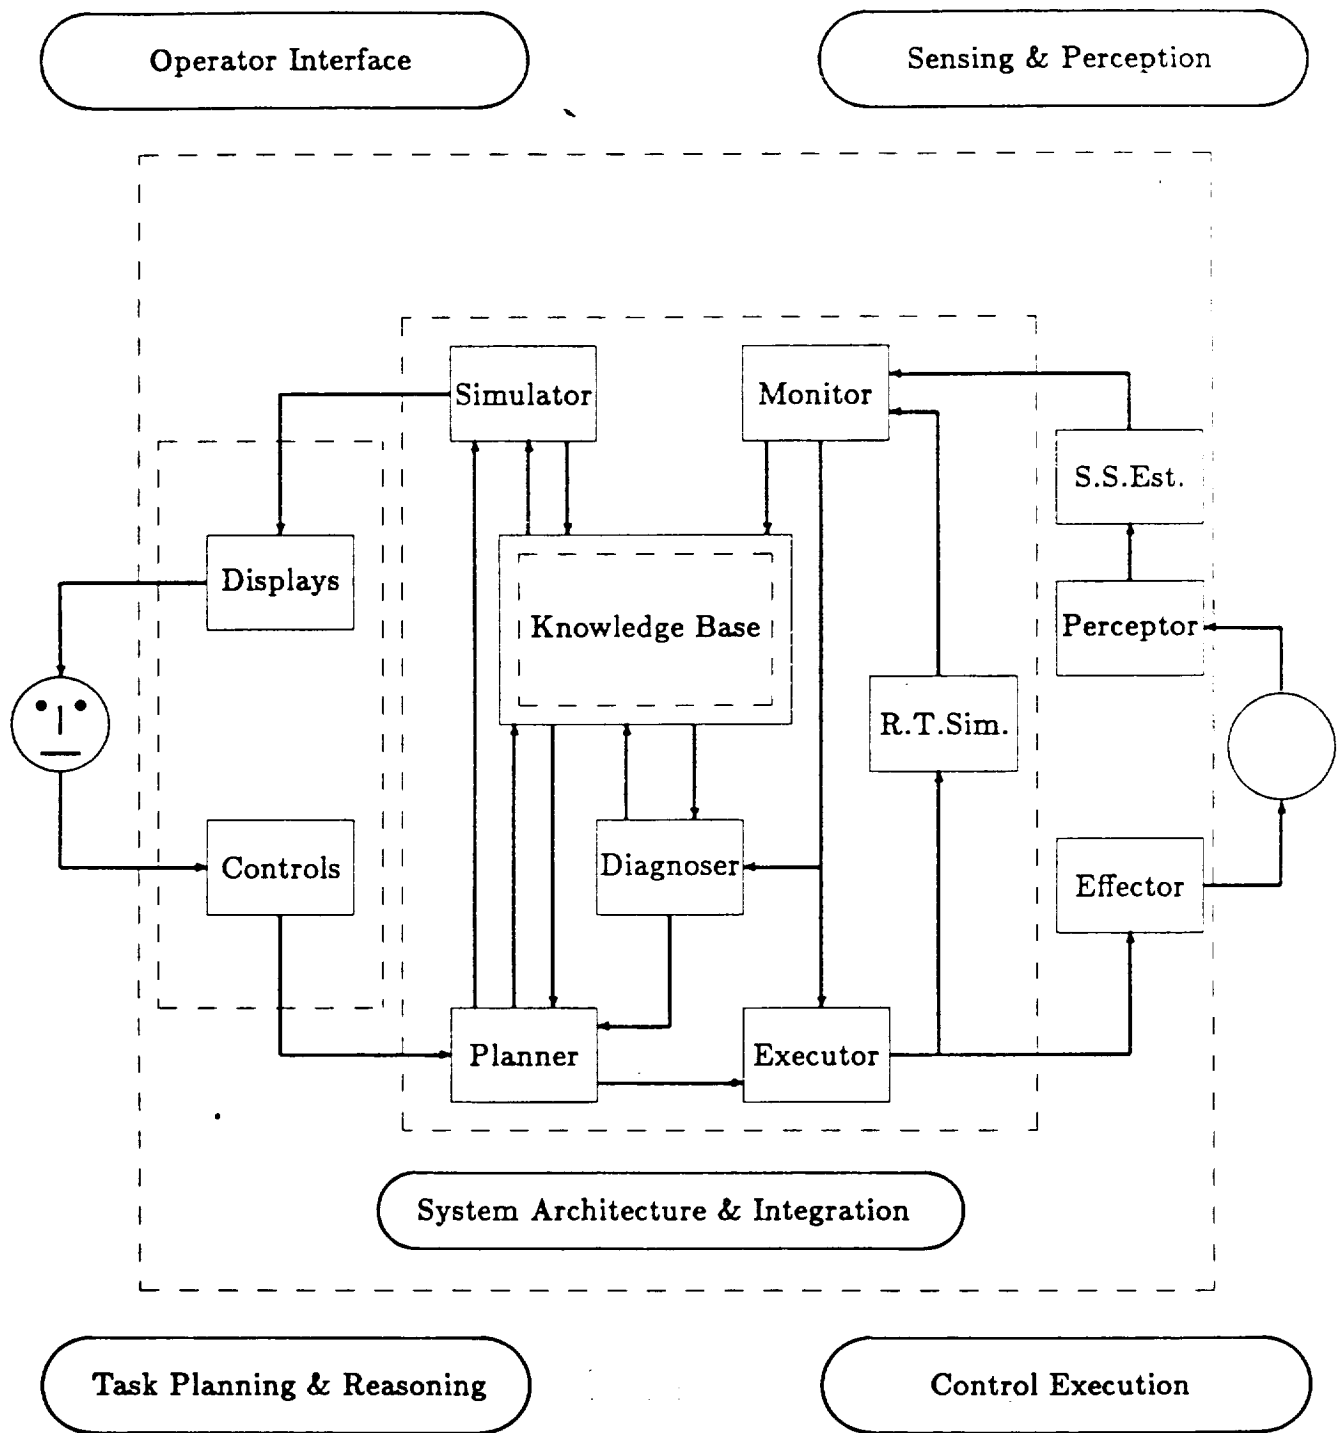 Operator Interface
Sensing & Perception
Simulator
Monitor
S.S.Est.
Displays
Knowledge Base
Perceptor
R.T.Sim.
Controls
Diagnoser
Effector
Planner
Executor
System Architecture & Integration
Task Planning & Reasoning
Control Execution